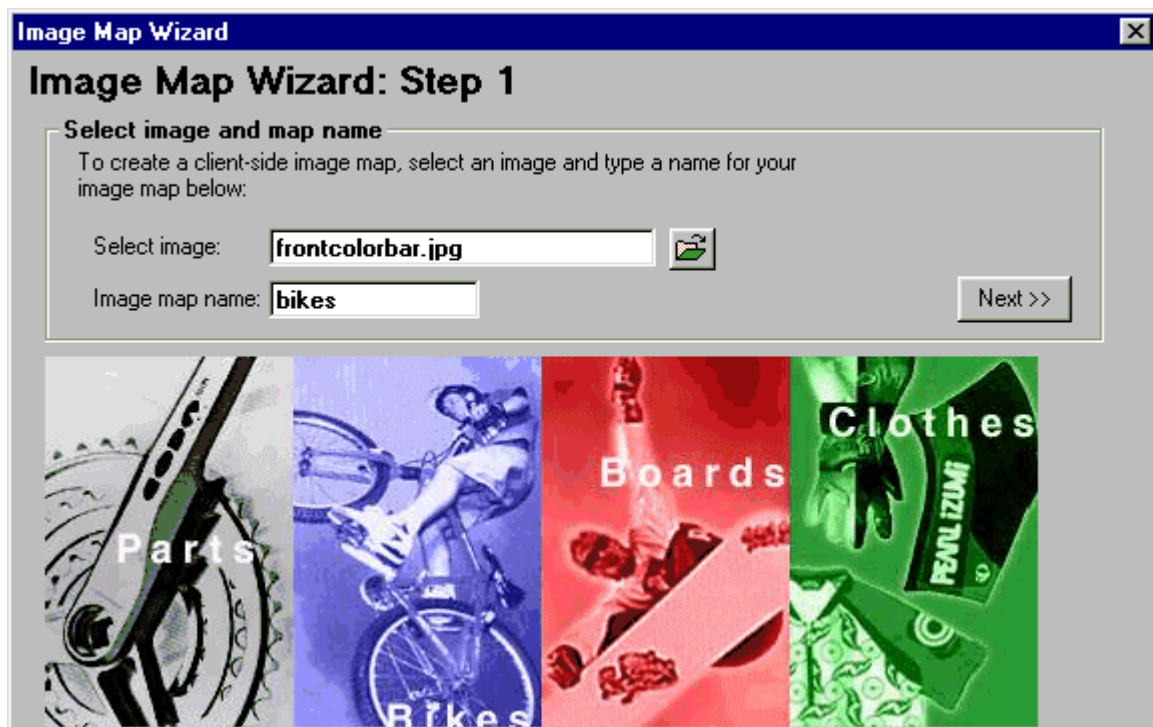 Image Map Wizard
Image Map Wizard: Step 1
Select image and map name
To create a client-side image map, select an image and type a name for your
image map below:
Select image: frontcolorbar.jpg
Image map name: bikes
Next >>
Parts
Bikes
Boards
Clothes
PEARL iZUMi